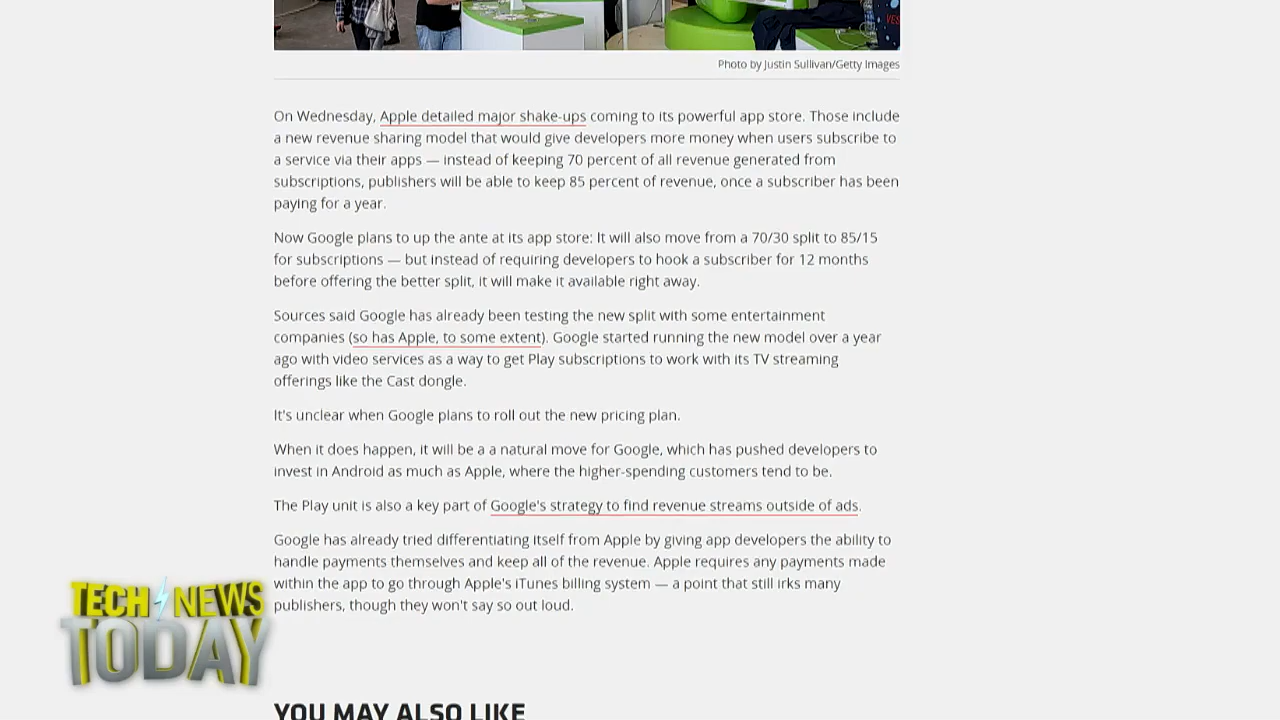 VES
Photo by Justin Sullivan/Getty Images
On Wednesday, Apple detailed major shake-ups coming to its powerful app store. Those include
a new revenue sharing model that would give developers more money when users subscribe to
a service via their apps — instead of keeping 70 percent of all revenue generated from
subscriptions, publishers will be able to keep 85 percent of revenue, once a subscriber has been
paying for a year.
Now Google plans to up the ante at its app store: It will also move from a 70/30 split to 85/15
for subscriptions — but instead of requiring developers to hook a subscriber for 12 months
before offering the better split, it will make it available right away.
Sources said Google has already been testing the new split with some entertainment
companies (so has Apple, to some extent). Google started running the new model over a year
ago with video services as a way to get Play subscriptions to work with its TV streaming
offerings like the Cast dongle.
It's unclear when Google plans to roll out the new pricing plan.
When it does happen, it will be a a natural move for Google, which has pushed developers to
invest in Android as much as Apple, where the higher-spending customers tend to be.
The Play unit is also a key part of Google's strategy to find revenue streams outside of ads.
Google has already tried differentiating itself from Apple by giving app developers the ability to
handle payments themselves and keep all of the revenue. Apple requires any payments made
within the app to go through Apple's iTunes billing system — a point that still irks many
publishers, though they won't say so out loud.
TECH NEWS
TODAY
YOU MAY ALSO LIKE